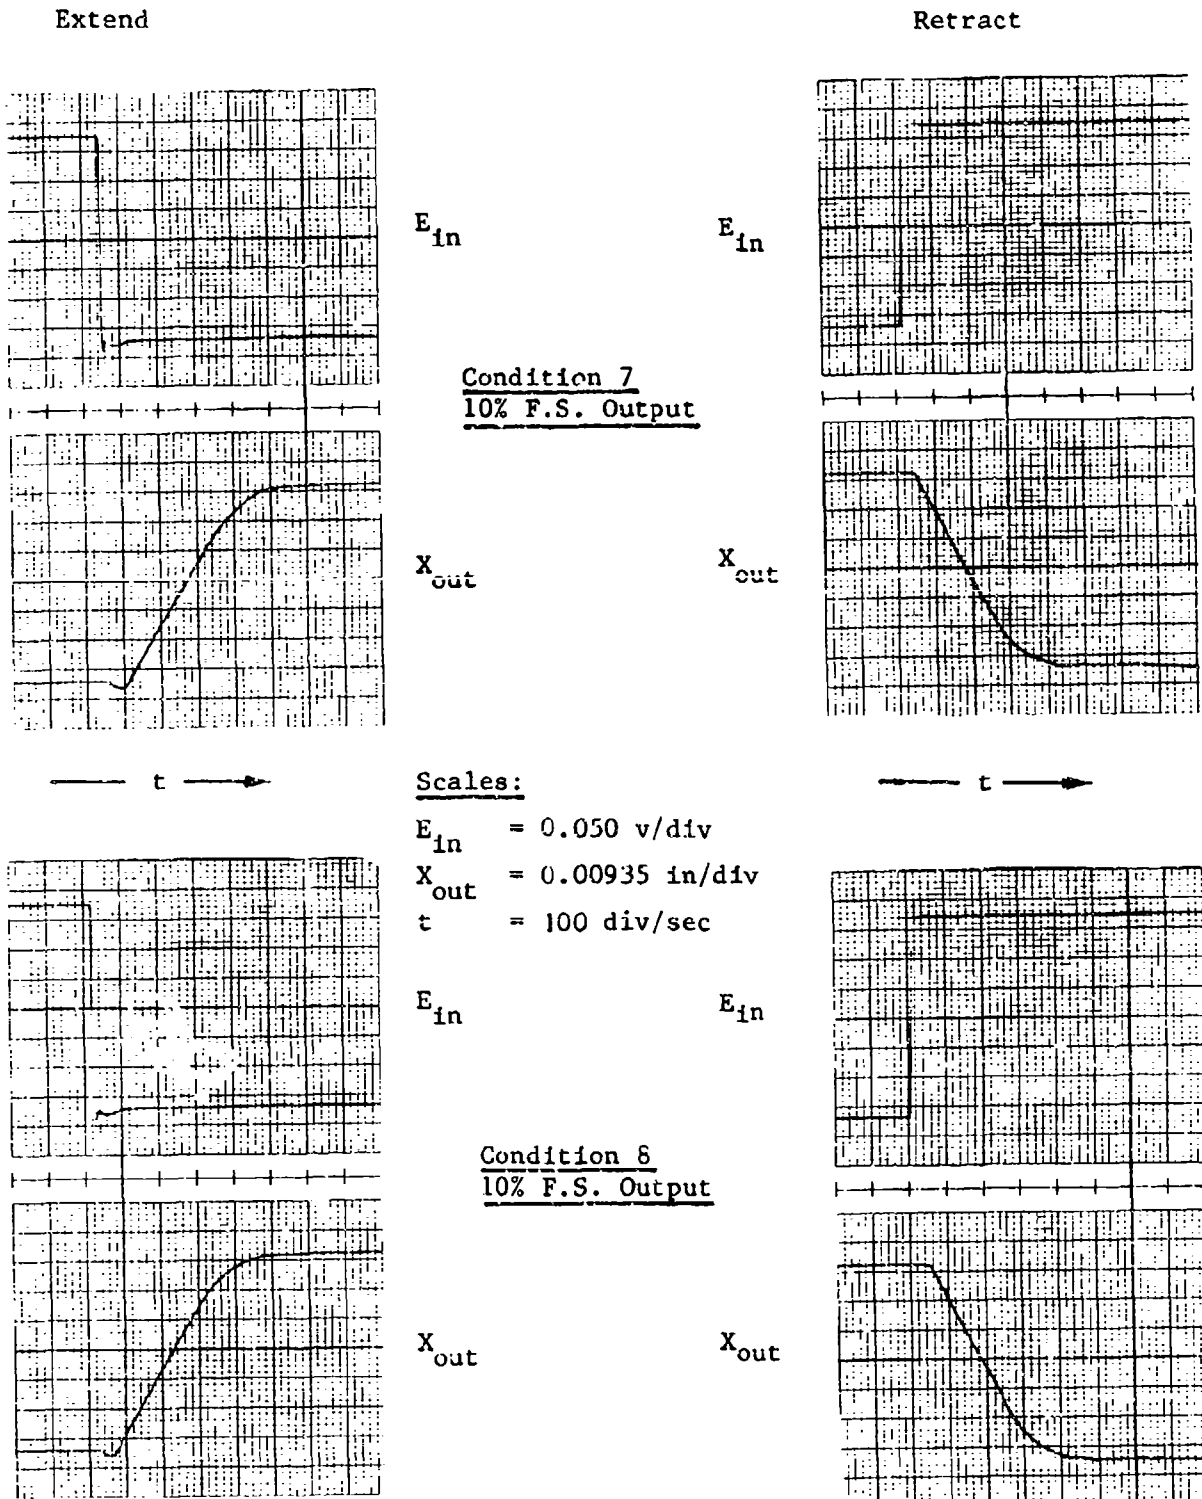 Extend Retract
E_in E_in
Condition 7
10% F.S. Output
X_out X_out
t t
Scales:
E_in = 0.050 v/div
X_out = 0.00935 in/div
t = 100 div/sec
E_in E_in
Condition 8
10% F.S. Output
X_out X_out